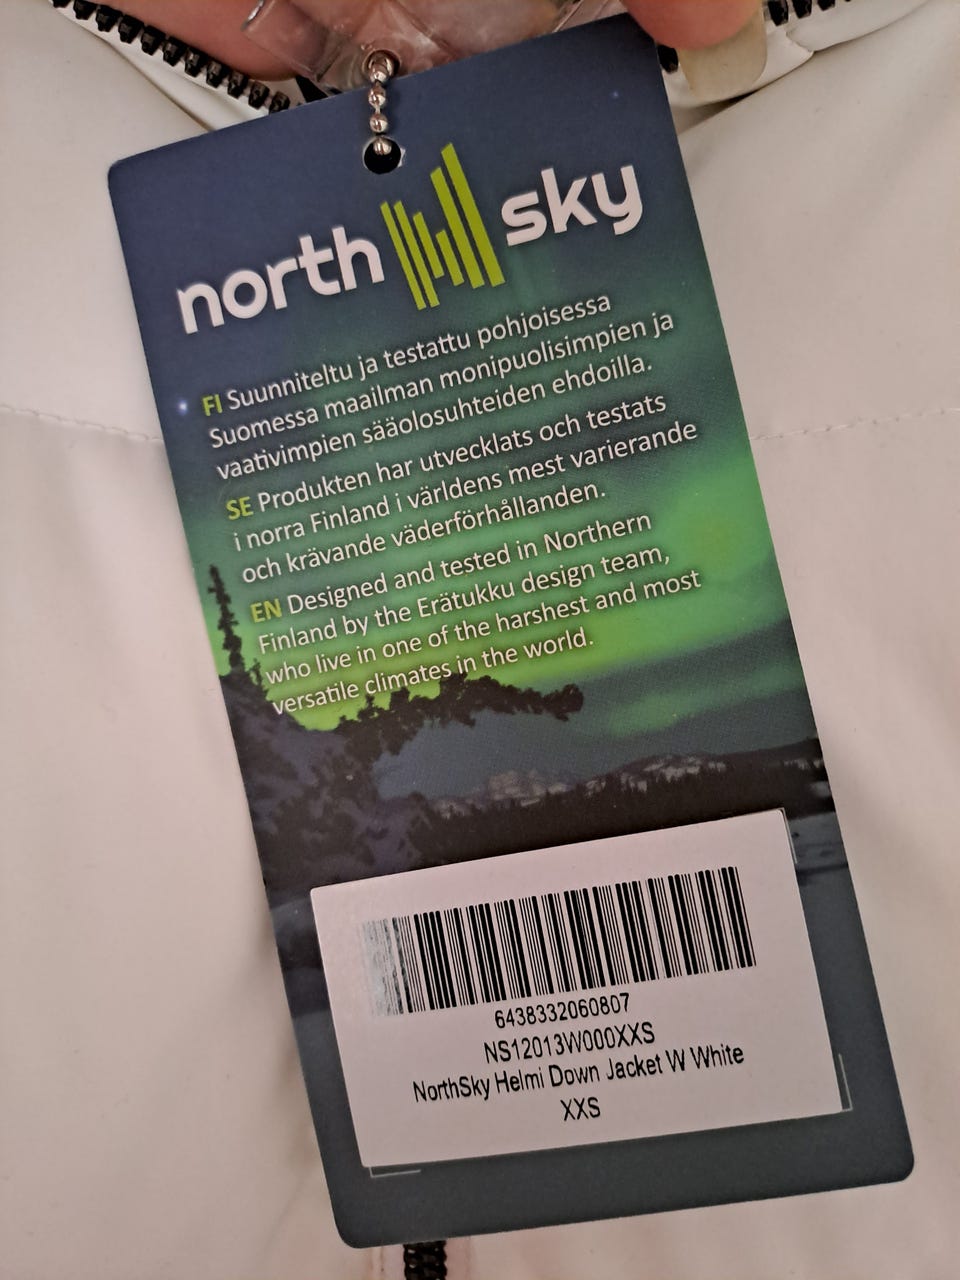 north sky
FI Suunniteltu ja testattu pohjoisessa
Suomessa maailman monipuolisimpien ja
vaativimpien sääolosuhteiden ehdoilla.
SE Produkten har utvecklats och testats
i norra Finland i världens mest varierande
och krävande väderförhållanden.
EN Designed and tested in Northern
Finland by the Erätukku design team,
who live in one of the harshest and most
versatile climates in the world.
6438332060807
NS12013W000XXS
NorthSky Helmi Down Jacket W White
XXS